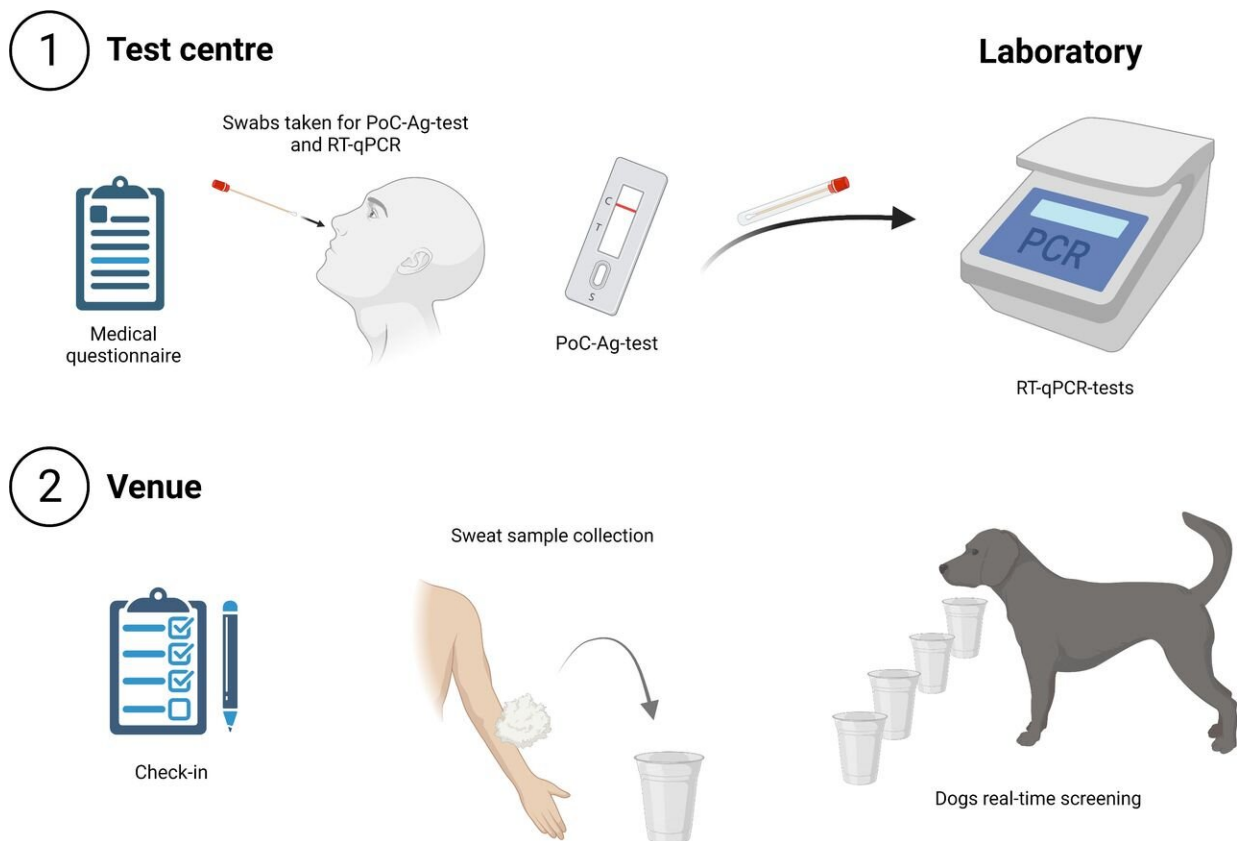 1
Test centre
Laboratory
Swabs taken for PoC-Ag-test
and RT-qPCR
C
T
S
PCR
Medical
questionnaire
PoC-Ag-test
RT-qPCR-tests
2
Venue
Sweat sample collection
Check-in
Dogs real-time screening